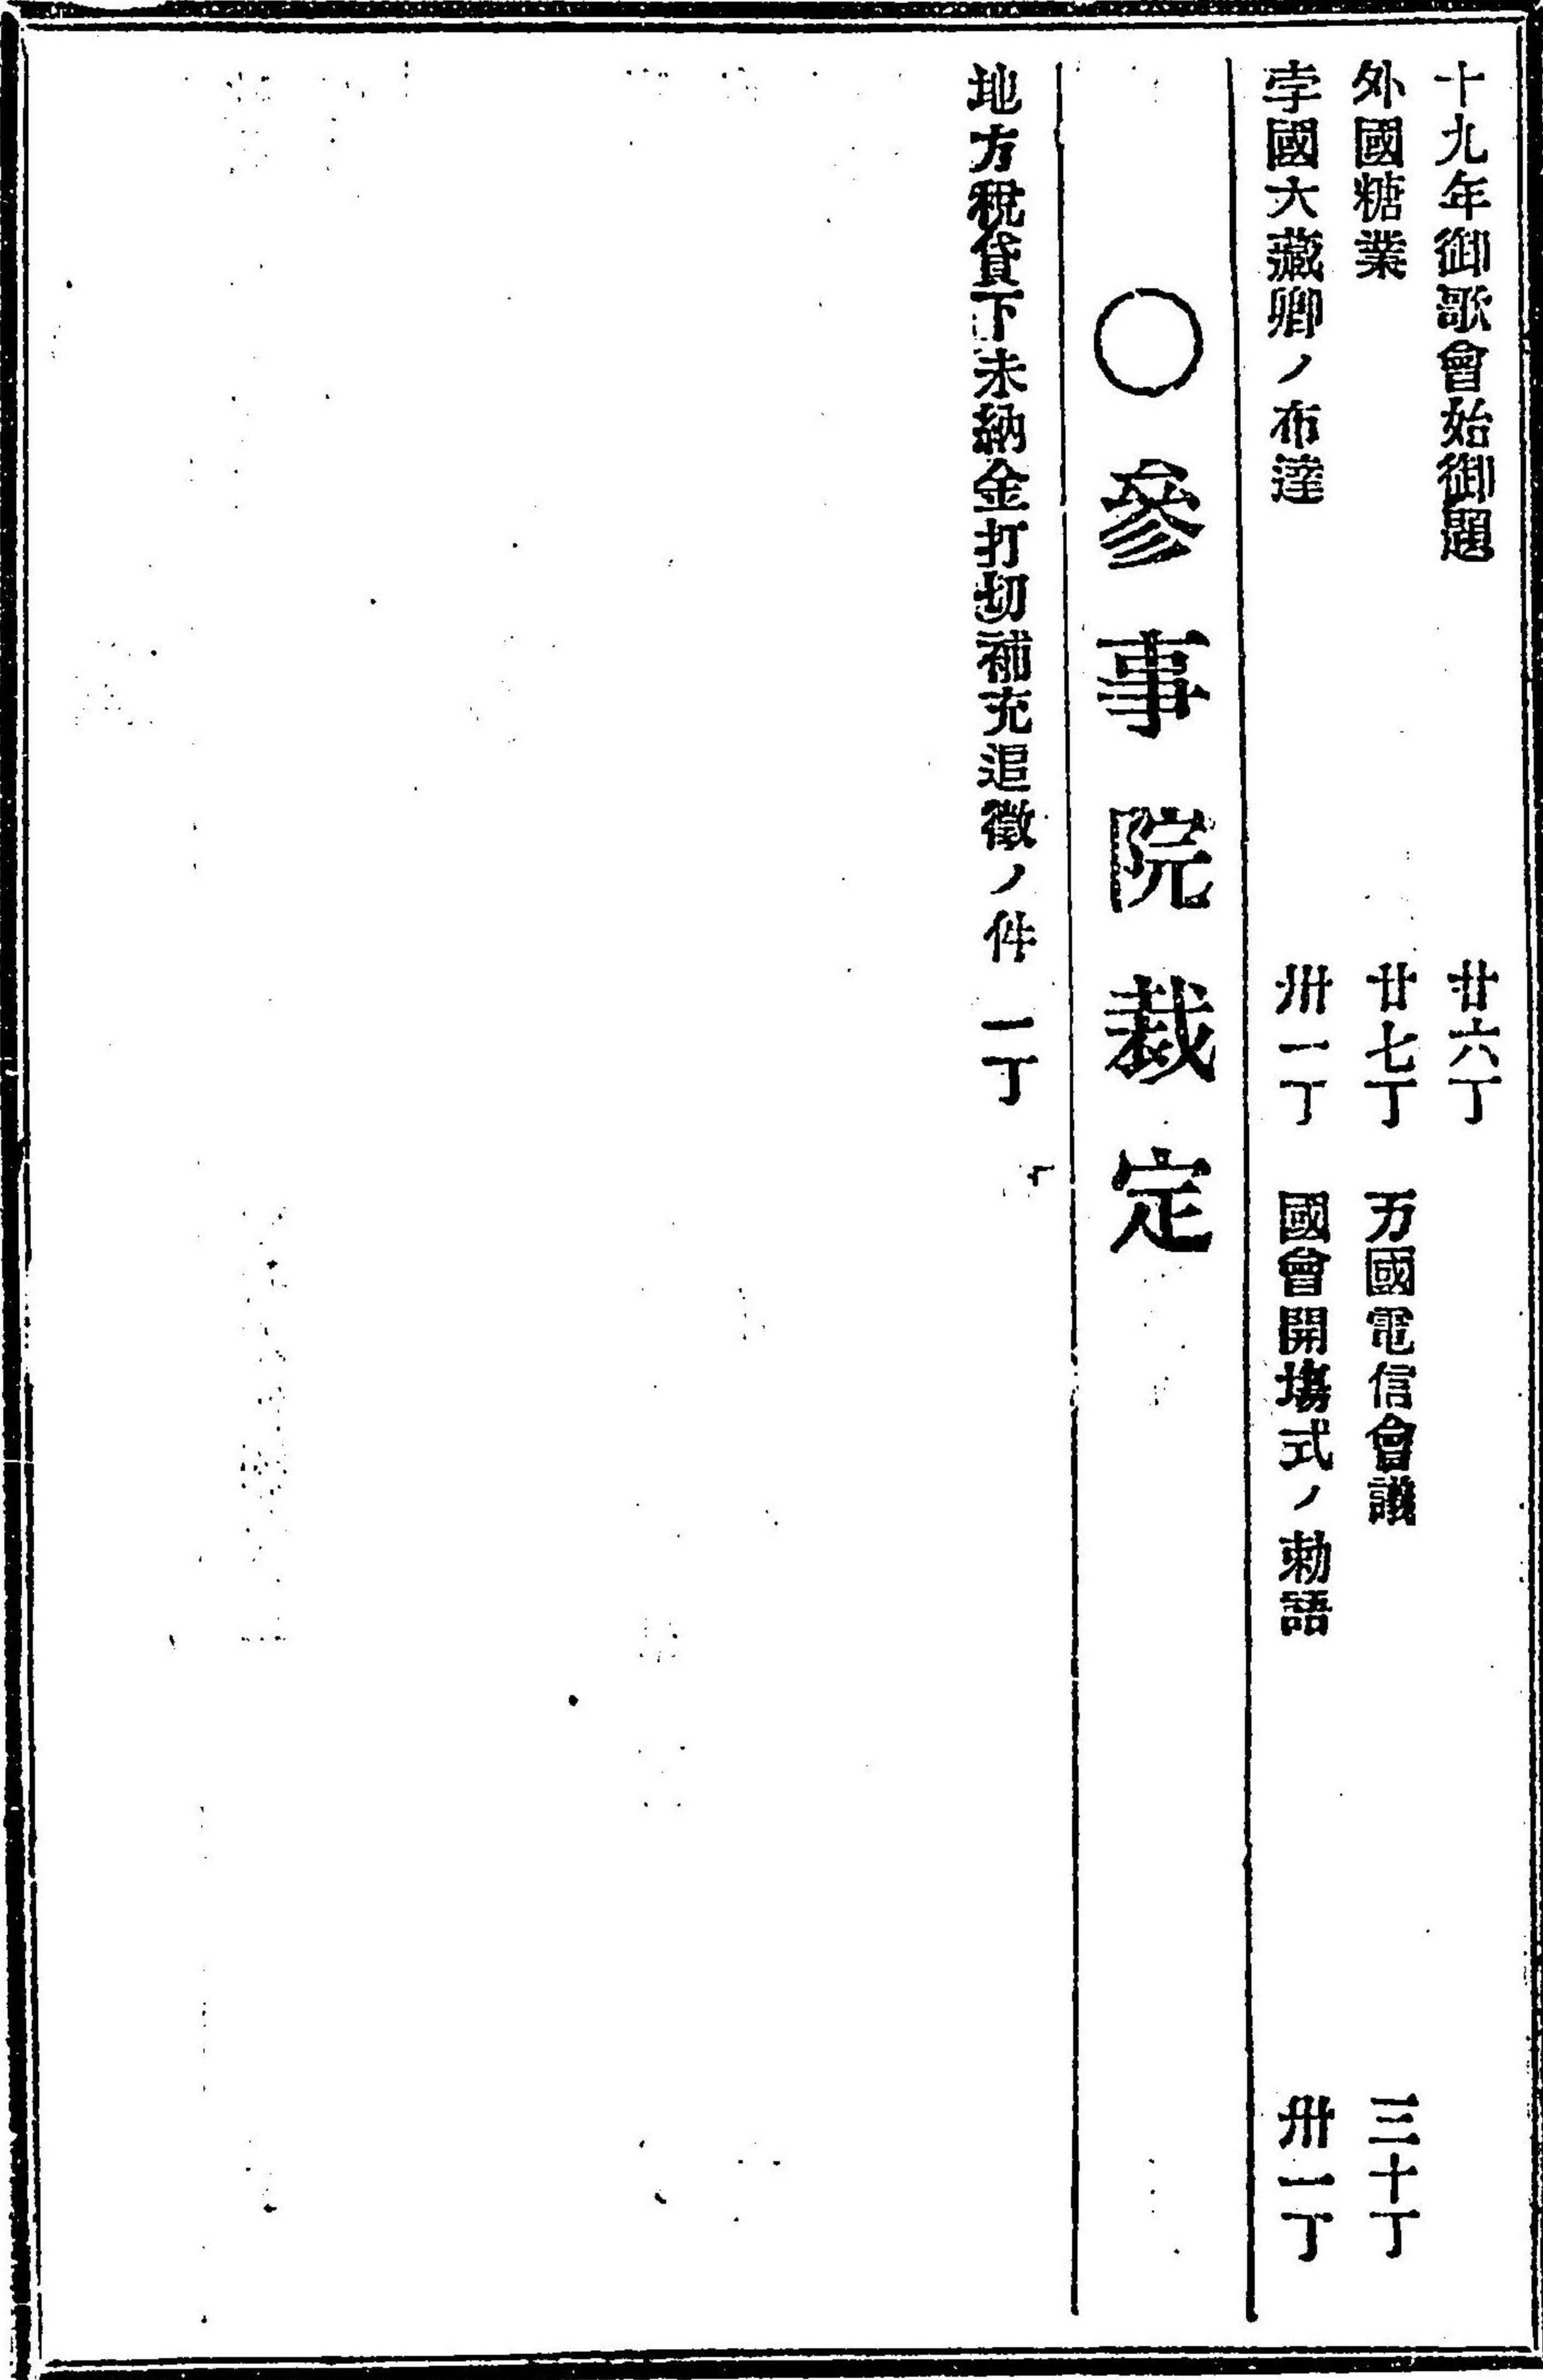 十九年御歌會始御題　廿六丁
外國糖業　廿七丁　万國電信會議　三十丁
孛國大藏卿ノ布達　卅一丁　國會開塲式ノ勅語　卅一丁
○參事院裁定
地方稅貸下未納金打切補充追徵ノ件　一丁